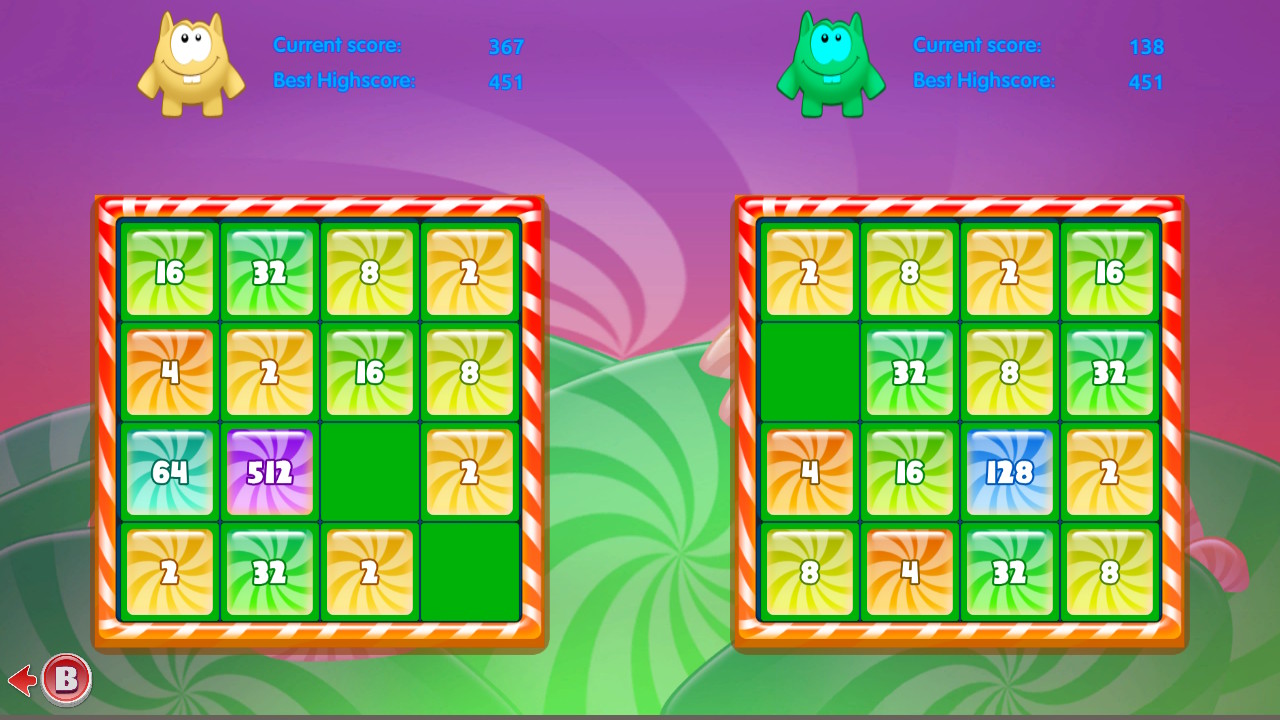 Current score: 367
Best Highscore: 451
Current score: 138
Best Highscore: 451
16 32 8 2
4 2 16 8
64 512 2
2 32 2
2 8 2 16
32 8 32
4 16 128 2
8 4 32 8
B